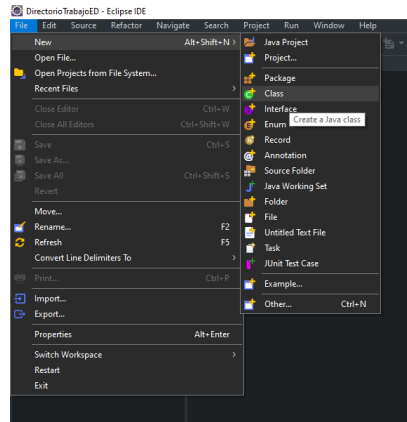 DirectorioTrabajoED - Eclipse IDE
File Edit Source Refactor Navigate Search Project Run Window Help
New Alt+Shift+N >
Open File...
Open Projects from File System...
Recent Files >
Close Editor Ctrl+W
Close All Editors Ctrl+Shift+W
Save Ctrl+S
Save As...
Save All Ctrl+Shift+S
Revert
Move...
Rename... F2
Refresh F5
Convert Line Delimiters To >
Print... Ctrl+P
Import...
Export...
Properties Alt+Enter
Switch Workspace >
Restart
Exit
Java Project
Project...
Package
Class
Interface
Create a Java class
Enum
Record
Annotation
Source Folder
Java Working Set
Folder
File
Untitled Text File
Task
JUnit Test Case
Example...
Other... Ctrl+N